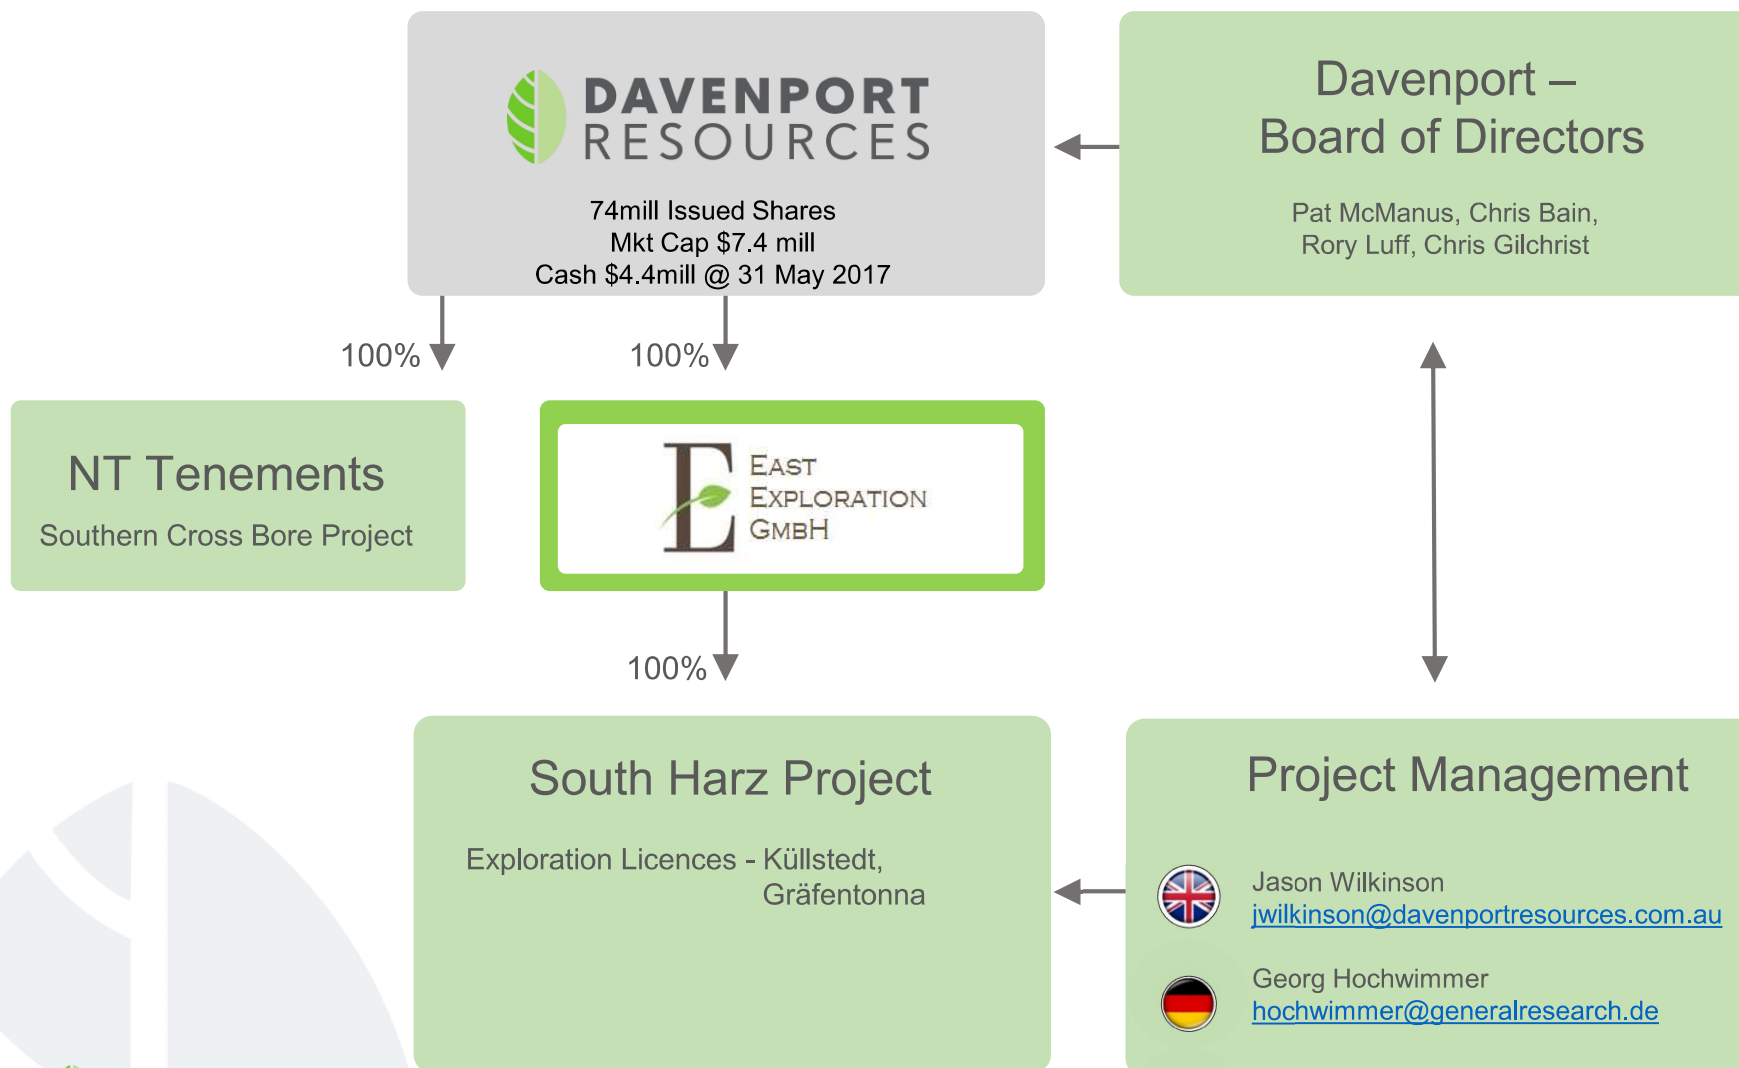 DAVENPORT
RESOURCES
74mill Issued Shares
Mkt Cap $7.4 mill
Cash $4.4mill @ 31 May 2017
Davenport –
Board of Directors
Pat McManus, Chris Bain,
Rory Luff, Chris Gilchrist
100%
100%
NT Tenements
Southern Cross Bore Project
E
EAST
EXPLORATION
GMBH
100%
South Harz Project
Exploration Licences - Küllstedt,
Gräfentonna
Project Management
Jason Wilkinson
jwilkinson@davenportresources.com.au
Georg Hochwimmer
hochwimmer@generalresearch.de